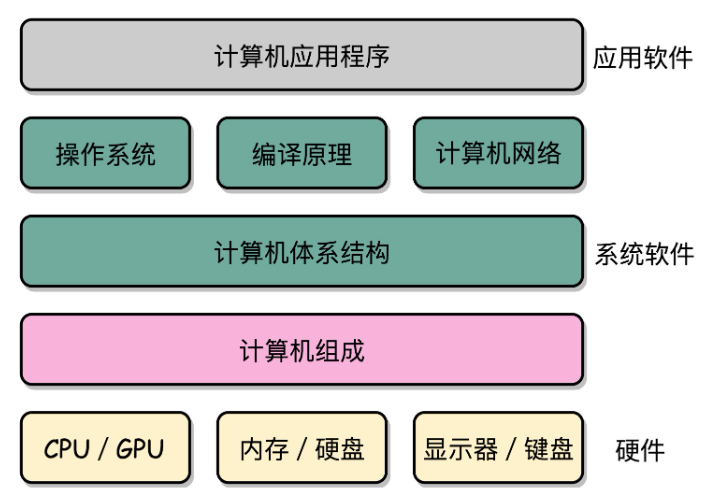 计算机应用程序 应用软件
操作系统 编译原理 计算机网络
计算机体系结构 系统软件
计算机组成
CPU / GPU 内存 / 硬盘 显示器 / 键盘 硬件